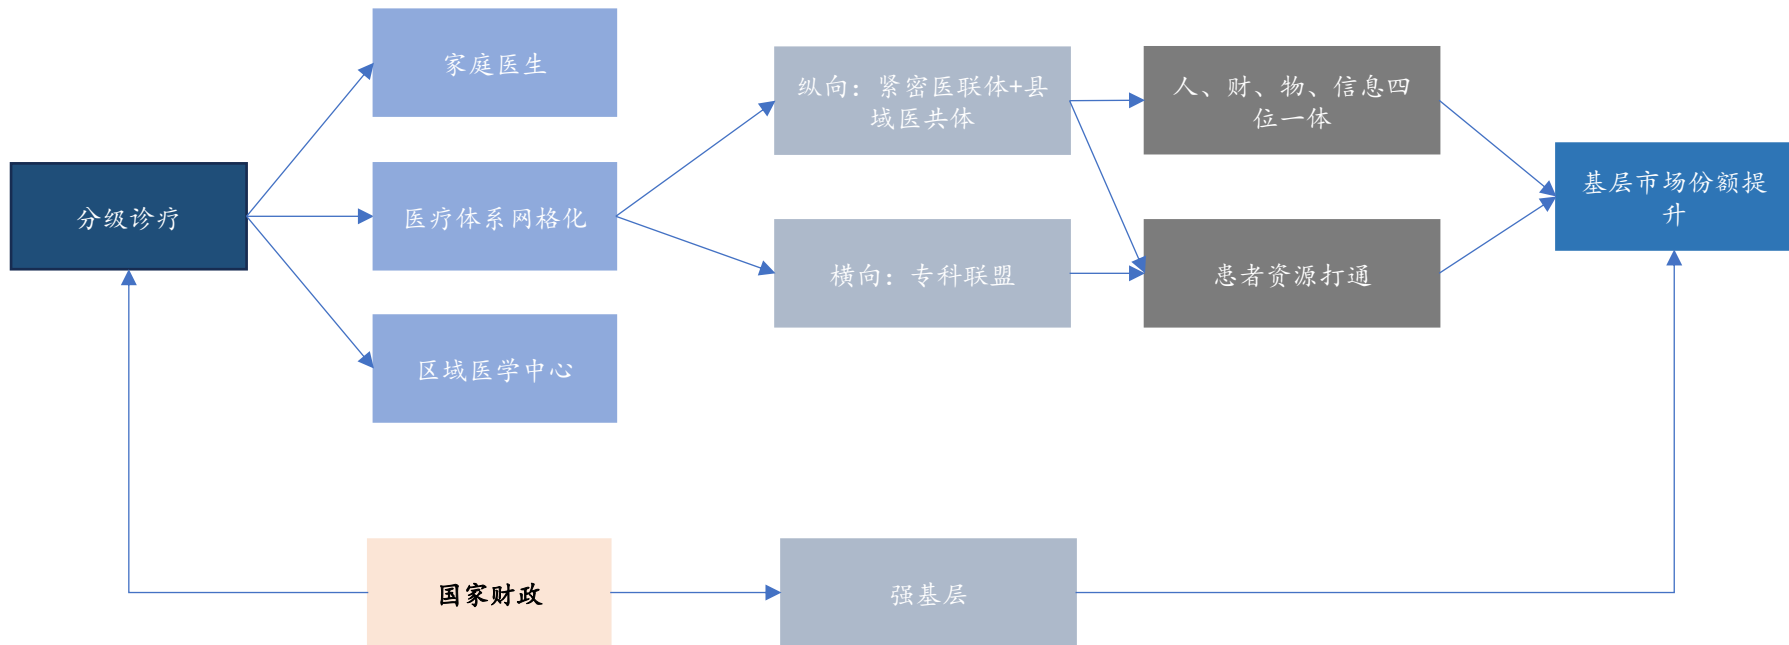 家庭医生
纵向：紧密医联体+县
域医共体
人、财、物、信息四
位一体
分级诊疗
医疗体系网格化
基层市场份额提
升
横向：专科联盟
患者资源打通
区域医学中心
国家财政
强基层